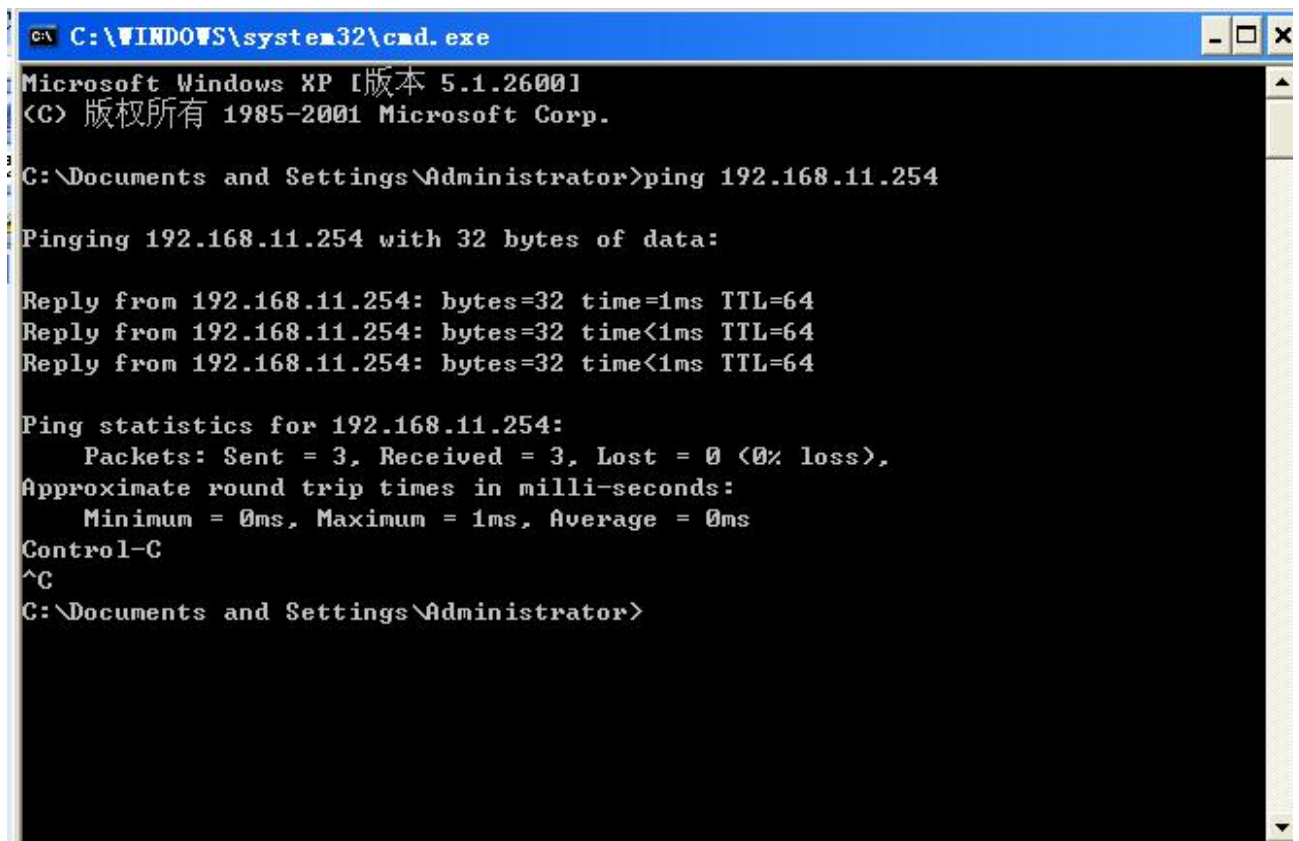 C:\WINDOWS\system32\cmd.exe
Microsoft Windows XP [版本 5.1.2600]
(C) 版权所有 1985-2001 Microsoft Corp.
C:\Documents and Settings\Administrator>ping 192.168.11.254
Pinging 192.168.11.254 with 32 bytes of data:
Reply from 192.168.11.254: bytes=32 time=1ms TTL=64
Reply from 192.168.11.254: bytes=32 time<1ms TTL=64
Reply from 192.168.11.254: bytes=32 time<1ms TTL=64
Ping statistics for 192.168.11.254:
    Packets: Sent = 3, Received = 3, Lost = 0 (0% loss),
Approximate round trip times in milli-seconds:
    Minimum = 0ms, Maximum = 1ms, Average = 0ms
Control-C
^C
C:\Documents and Settings\Administrator>